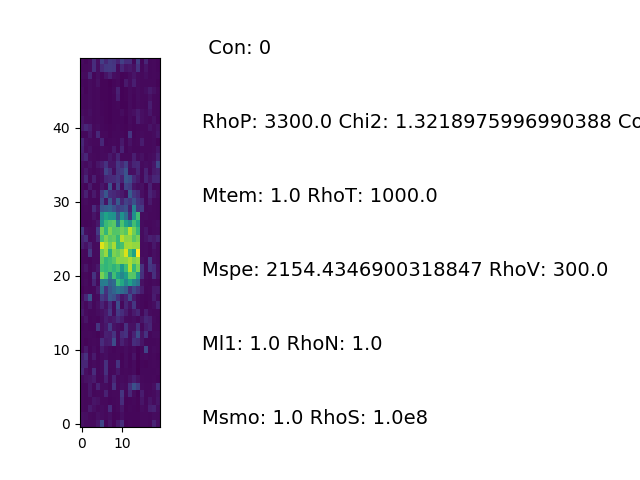 Con: 0
RhoP: 3300.0 Chi2: 1.3218975996990388 Co
Mtem: 1.0 RhoT: 1000.0
Mspe: 2154.4346900318847 RhoV: 300.0
Ml1: 1.0 RhoN: 1.0
Msmo: 1.0 RhoS: 1.0e8
40
30
20
10
0
0 10